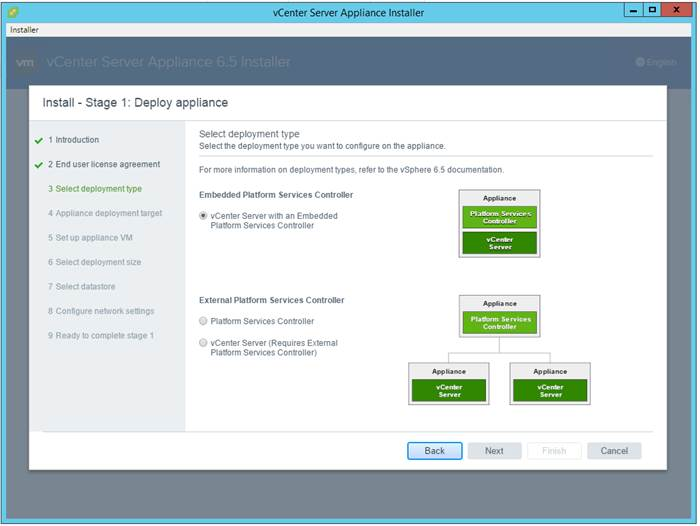 vCenter Server Appliance Installer
Installer
vm vCenter Server Appliance 6.5 Installer
English
Install - Stage 1: Deploy appliance
1 Introduction
2 End user license agreement
3 Select deployment type
4 Appliance deployment target
5 Set up appliance VM
6 Select deployment size
7 Select datastore
8 Configure network settings
9 Ready to complete stage 1
Select deployment type
Select the deployment type you want to configure on the appliance.
For more information on deployment types, refer to the vSphere 6.5 documentation.
Embedded Platform Services Controller
vCenter Server with an Embedded
Platform Services Controller
Appliance
Platform Services
Controller
vCenter
Server
External Platform Services Controller
Platform Services Controller
vCenter Server (Requires External
Platform Services Controller)
Appliance
Platform Services
Controller
Appliance
vCenter
Server
Appliance
vCenter
Server
Back
Next
Finish
Cancel